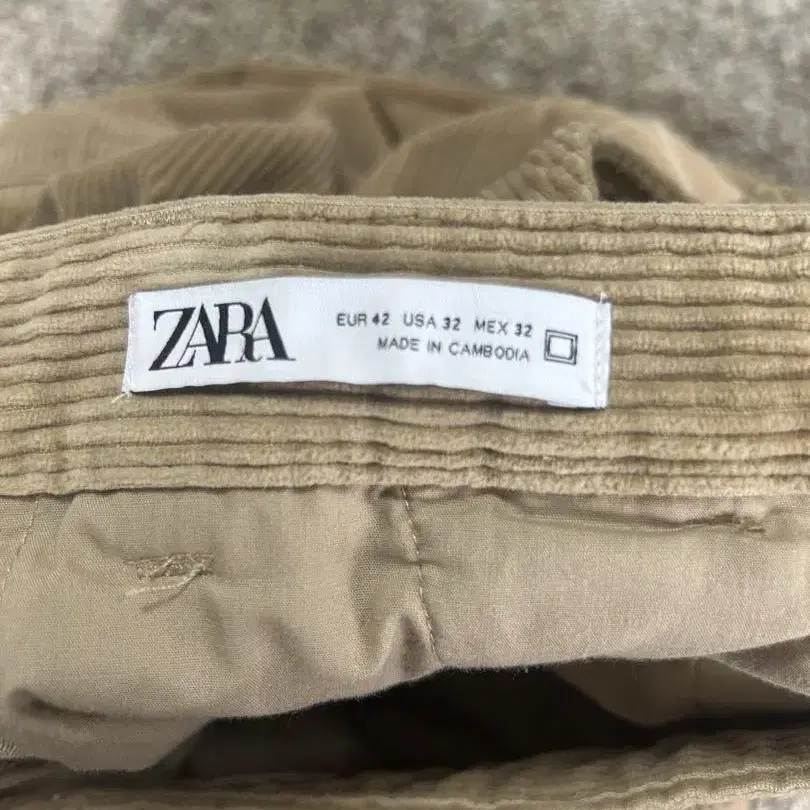 ZARA
EUR 42 USA 32 MEX 32
MADE IN CAMBODIA